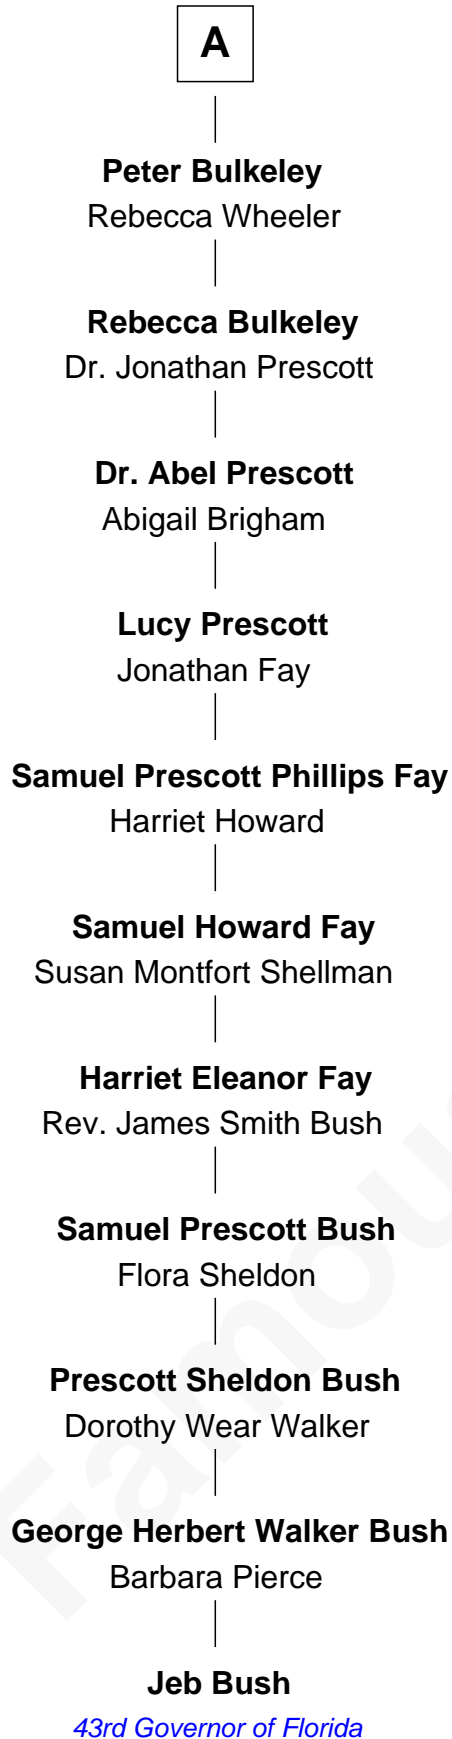 A
Peter Bulkeley
Rebecca Wheeler
Rebecca Bulkeley
Dr. Jonathan Prescott
Dr. Abel Prescott
Abigail Brigham
Lucy Prescott
Jonathan Fay
Samuel Prescott Phillips Fay
Harriet Howard
Samuel Howard Fay
Susan Montfort Shellman
Harriet Eleanor Fay
Rev. James Smith Bush
Samuel Prescott Bush
Flora Sheldon
Prescott Sheldon Bush
Dorothy Wear Walker
George Herbert Walker Bush
Barbara Pierce
Jeb Bush
43rd Governor of Florida